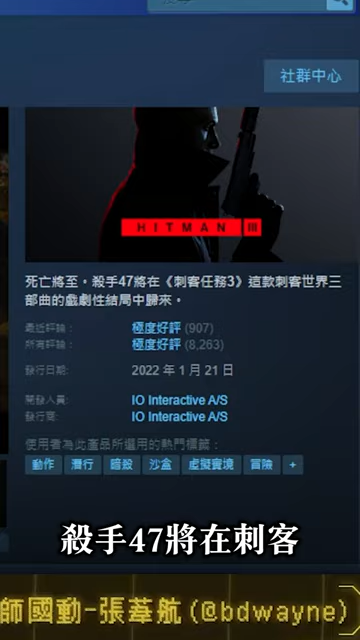 社群中心
HITMAN III
死亡將至。殺手47將在《刺客任務3》這款刺客世界三
部曲的戲劇性結局中歸來。
最近評論：
極度好評 (907)
所有評論：
極度好評 (8,263)
發行日期：
2022 年 1 月 21 日
開發人員：
IO Interactive A/S
發行商：
IO Interactive A/S
使用者為此產品所選用的熱門標籤：
動作 潛行 暗殺 沙盒 虛擬實境 冒險 +
殺手47將在刺客
師國動-張葦航(@bdwayne)